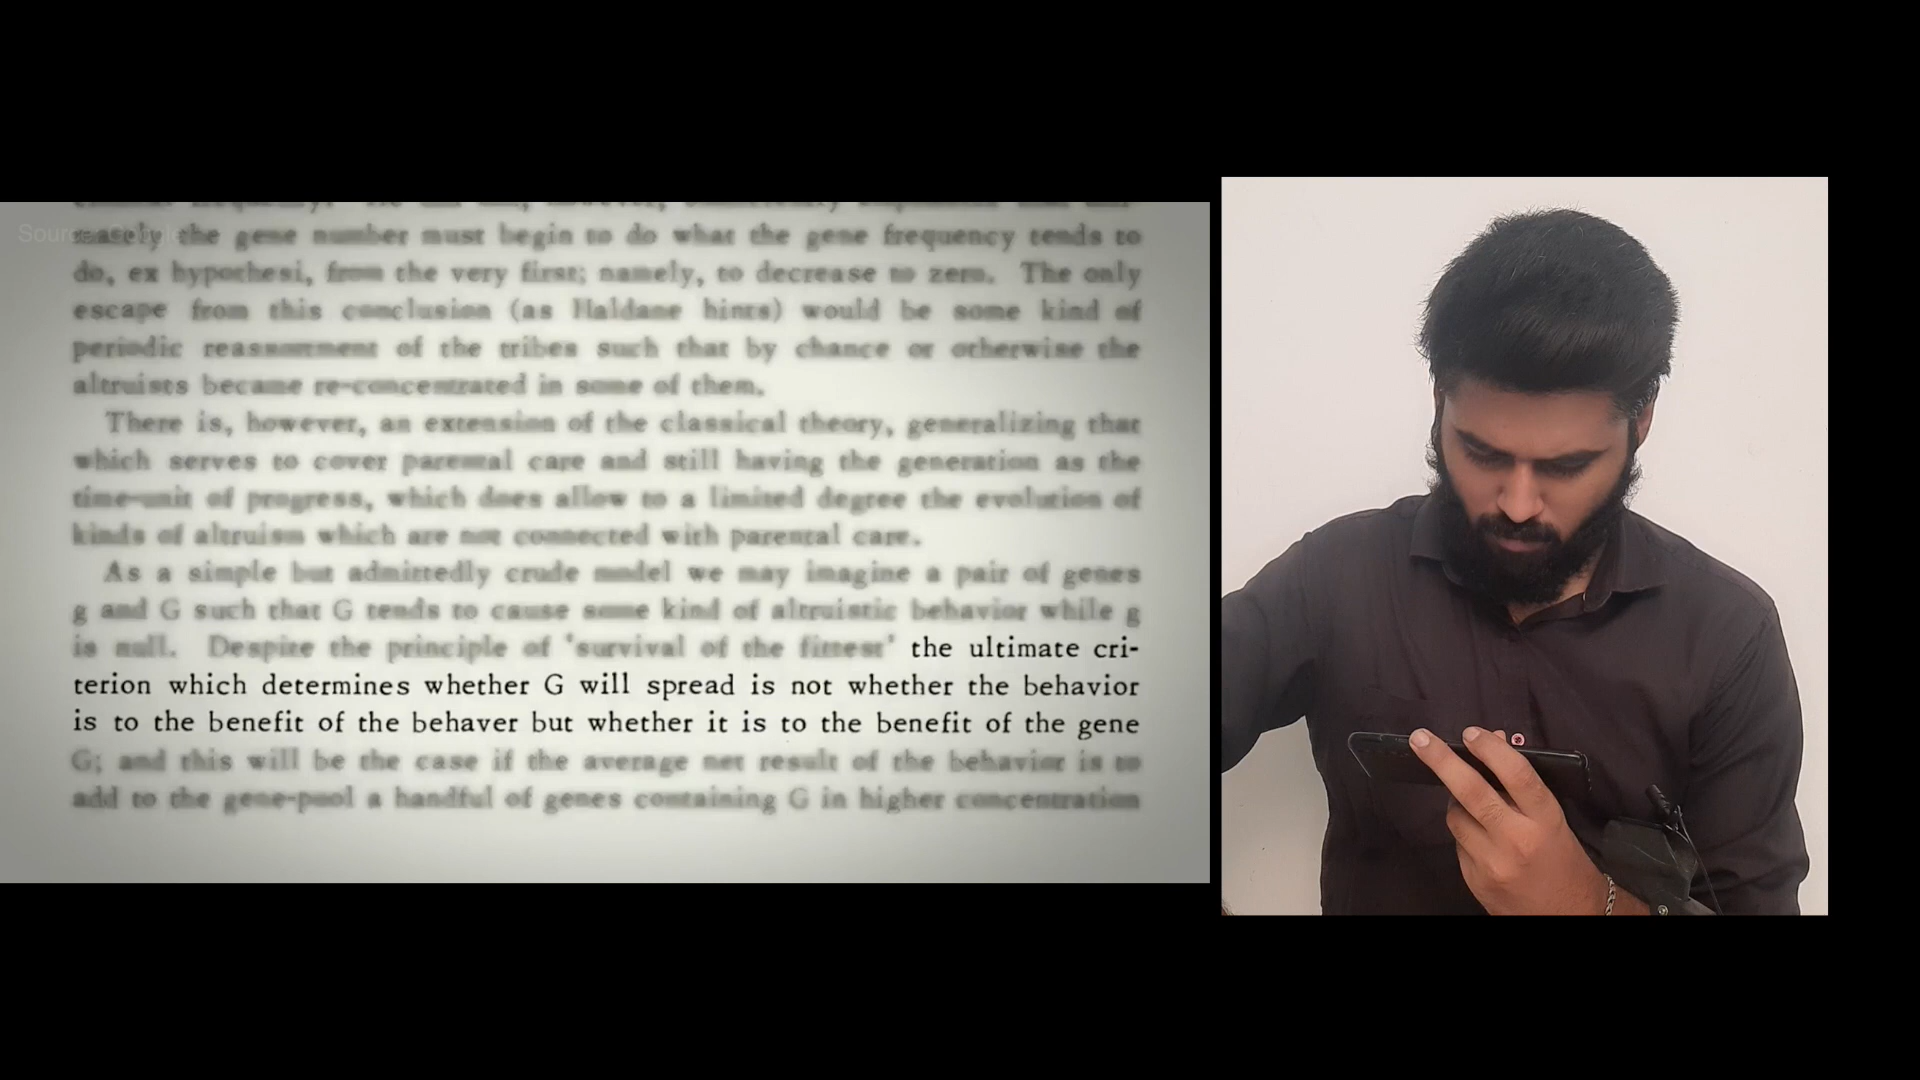 mately the gene number must begin to do what the gene frequency tends to
do, ex hypothesi, from the very first; namely, to decrease to zero. The only
escape from this conclusion (as Haldane hints) would be some kind of
periodic reassortment of the tribes such that by chance or otherwise the
altruists became re-concentrated in some of them.
There is, however, an extension of the classical theory, generalizing that
which serves to cover parental care and still having the generation as the
time-unit of progress, which does allow to a limited degree the evolution of
kinds of altruism which are not connected with parental care.
As a simple but admittedly crude model we may imagine a pair of genes
g and G such that G tends to cause some kind of altruistic behavior while g
is null. Despite the principle of 'survival of the fittest' the ultimate cri-
terion which determines whether G will spread is not whether the behavior
is to the benefit of the behaver but whether it is to the benefit of the gene
G; and this will be the case if the average net result of the behavior is to
add to the gene-pool a handful of genes containing G in higher concentration